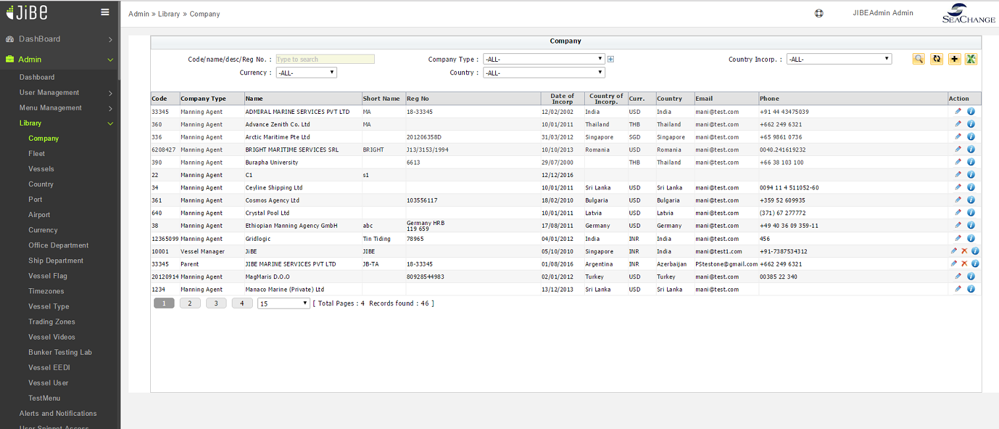 JiBE
Admin » Library » Company
JIBEAdmin Admin
SEACHANGE
DashBoard
Admin
Dashboard
User Management
Menu Management
Library
Company
Fleet
Vessels
Country
Port
Airport
Currency
Office Department
Ship Department
Vessel Flag
Timezones
Vessel Type
Trading Zones
Vessel Videos
Bunker Testing Lab
Vessel EEDI
Vessel User
TestMenu
Alerts and Notifications
User Snippet Access
Company
Code/name/desc/Reg No. : Type to search Company Type : -ALL- Country Incorp. : -ALL-
Currency : -ALL- Country : -ALL-
Code Company Type Name Short Name Reg No Date of Incorp Country of Incorp. Curr. Country Email Phone Action
33345 Manning Agent ADMIRAL MARINE SERVICES PVT LTD MA 18-33345 12/02/2002 India USD India mani@test.com +91 44 43475039
360 Manning Agent Advance Zenith Co. Ltd MA 10/01/2011 Thailand THB Thailand mani@test.com +662 249 6321
336 Manning Agent Arctic Maritime Pte Ltd 201206358D 31/03/2012 Singapore SGD Singapore mani@test.com +65 9861 0736
6208427 Manning Agent BRIGHT MARITIME SERVICES SRL BRIGHT J13/3153/1994 10/10/2013 Romania USD Romania mani@test.com 0040.241619232
390 Manning Agent Burapha University 6613 29/07/2000 THB Thailand mani@test.com +66 38 103 100
22 Manning Agent C1 s1 12/12/2016
34 Manning Agent Ceyline Shipping Ltd 10/01/2011 Sri Lanka USD Sri Lanka mani@test.com 0094 11 4 511052-60
361 Manning Agent Cosmos Agency Ltd 103556117 18/02/2010 Bulgaria USD Bulgaria mani@test.com +359 52 609935
640 Manning Agent Crystal Pool Ltd 10/01/2011 Latvia USD Latvia mani@test.com (371) 67 277772
38 Manning Agent Ethiopian Manning Agency GmbH abc Germany HRB 119 659 17/08/2011 Germany USD Germany mani@test.com +49 40 36 09 359-11
12365099 Manning Agent Gridlogic Tin Tiding 78965 04/01/2012 India INR India mani@test.com 456
10001 Vessel Manager JiBE JIBE 05/10/2010 Singapore INR India mani@test1.com +91-7387534312
33345 Parent JIBE MARINE SERVICES PVT LTD JB-TA 18-33345 01/08/2016 Argentina INR Azerbaijan PStestone@gmail.com +662 249 6321
20120914 Manning Agent MagMaris D.O.O 80928544983 02/01/2012 Turkey USD Turkey mani@test.com 00385 22 340
1234 Manning Agent Manaco Marine (Private) Ltd 13/12/2013 Sri Lanka USD Sri Lanka mani@test.com
1 2 3 4 15 [ Total Pages : 4 Records found : 46 ]